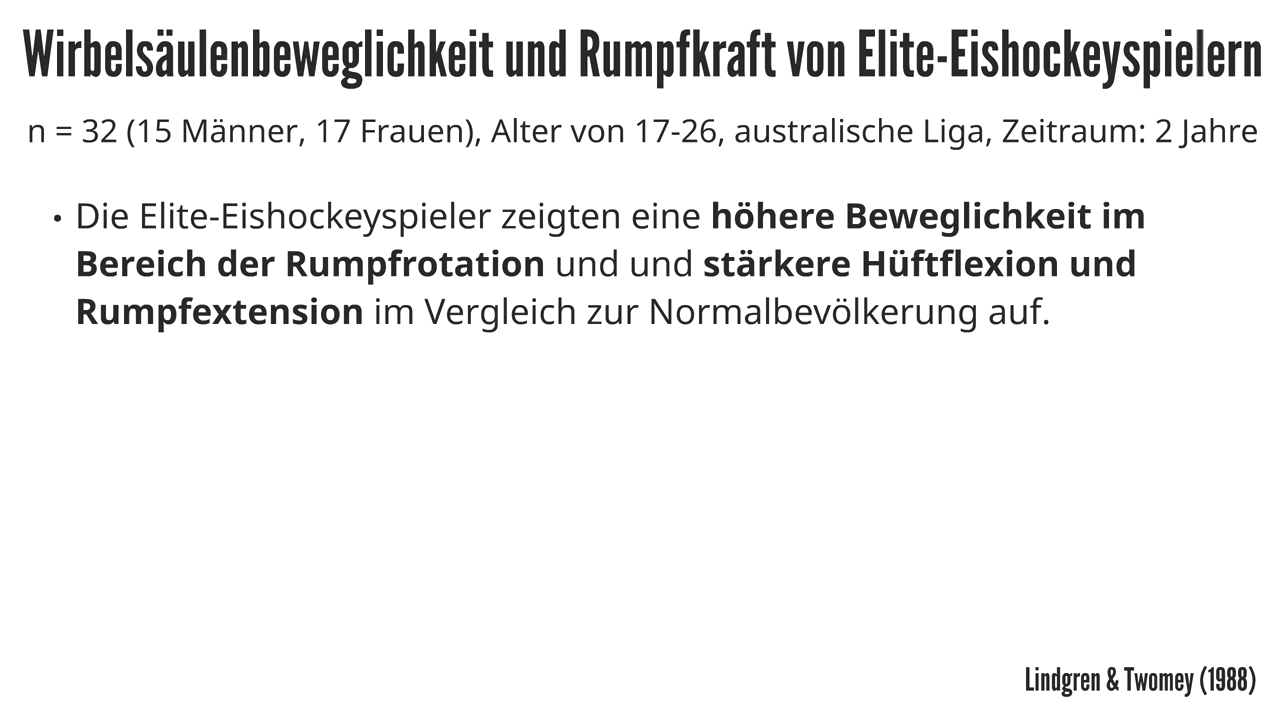 Wirbelsäulenbeweglichkeit und Rumpfkraft von Elite-Eishockeyspielern
n = 32 (15 Männer, 17 Frauen), Alter von 17-26, australische Liga, Zeitraum: 2 Jahre
• Die Elite-Eishockeyspieler zeigten eine höhere Beweglichkeit im
Bereich der Rumpfrotation und und stärkere Hüftflexion und
Rumpfextension im Vergleich zur Normalbevölkerung auf.
Lindgren & Twomey (1988)